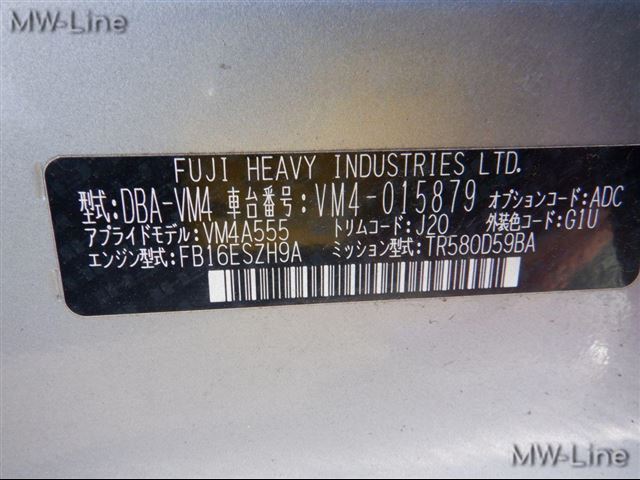 MW-Line
FUJI HEAVY INDUSTRIES LTD.
型式:DBA-VM4 車台番号:VM4-015879 オプションコード:ADC
アプライドモデル:VM4A555 トリムコード:J20 外装色コード:G1U
エンジン型式:FB16ESZH9A ミッション型式:TR580D59BA
MW-Line